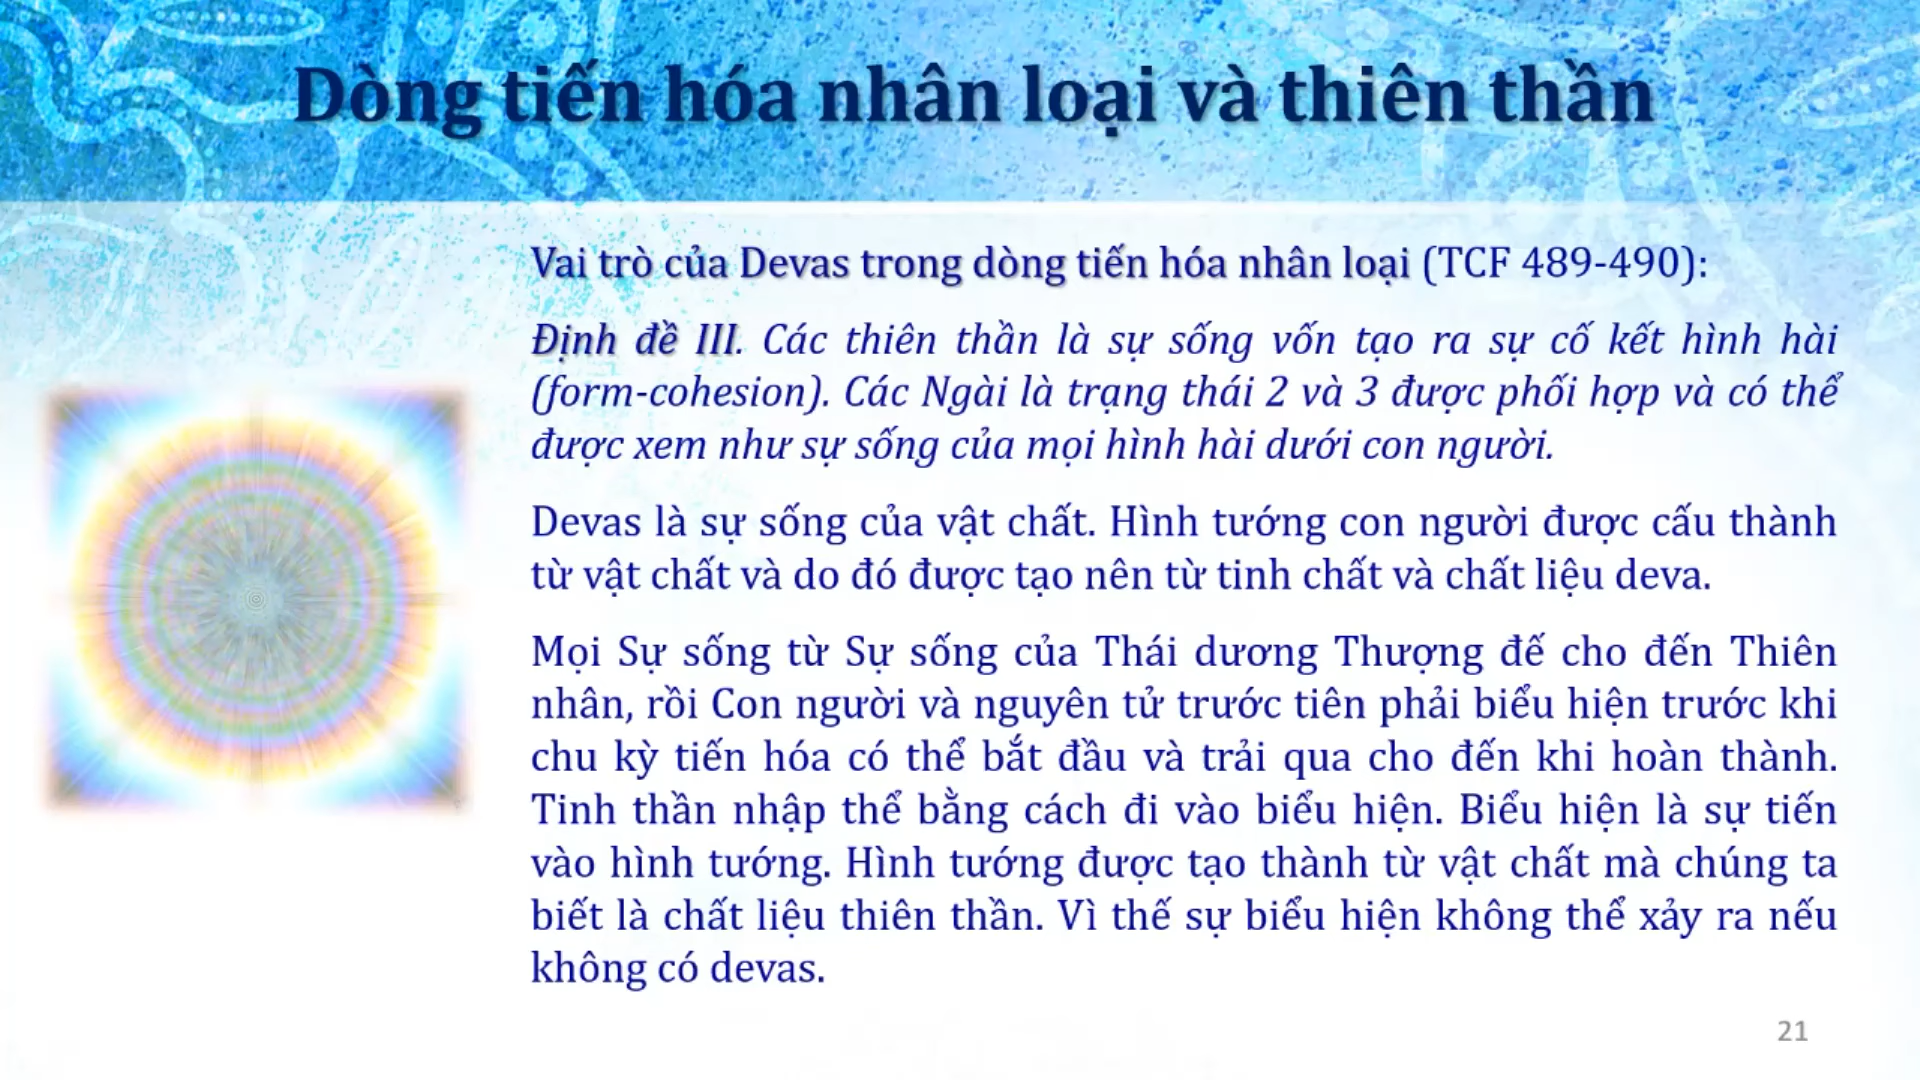 Dòng tiến hóa nhân loại và thiên thần
Vai trò của Devas trong dòng tiến hóa nhân loại (TCF 489-490):
Định đề III. Các thiên thần là sự sống vốn tạo ra sự cố kết hình hài
(form-cohesion). Các Ngài là trạng thái 2 và 3 được phối hợp và có thể
được xem như sự sống của mọi hình hài dưới con người.
Devas là sự sống của vật chất. Hình tướng con người được cấu thành
từ vật chất và do đó được tạo nên từ tinh chất và chất liệu deva.
Mọi Sự sống từ Sự sống của Thái dương Thượng đế cho đến Thiên
nhân, rồi Con người và nguyên tử trước tiên phải biểu hiện trước khi
chu kỳ tiến hóa có thể bắt đầu và trải qua cho đến khi hoàn thành.
Tinh thần nhập thể bằng cách đi vào biểu hiện. Biểu hiện là sự tiến
vào hình tướng. Hình tướng được tạo thành từ vật chất mà chúng ta
biết là chất liệu thiên thần. Vì thế sự biểu hiện không thể xảy ra nếu
không có devas.
21